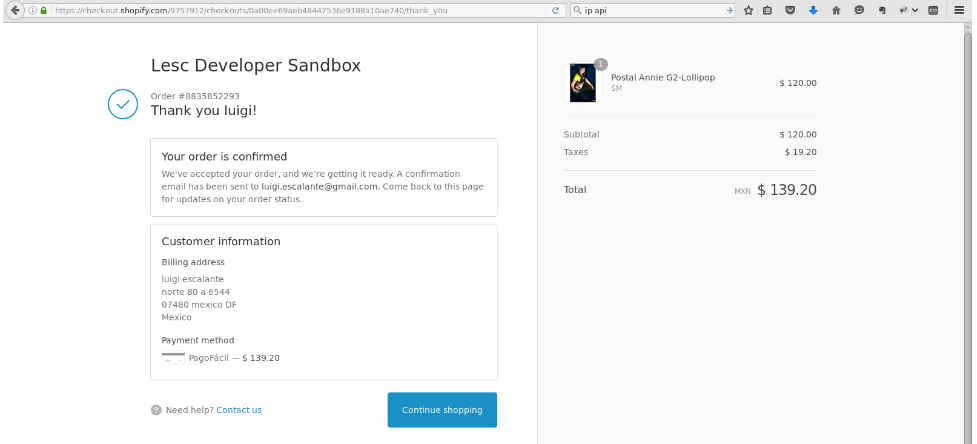 https://checkout.shopify.com/9757912/checkouts/0a00ee69aeb48447536e9188a10ae740/thank_you
ip api
Lesc Developer Sandbox
Order #8835852293
Thank you luigi!
Your order is confirmed
We've accepted your order, and we're getting it ready. A confirmation
email has been sent to luigi.escalante@gmail.com. Come back to this page
for updates on your order status.
Customer information
Billing address
luigi escalante
norte 80 a 6544
07480 mexico DF
Mexico
Payment method
PagoFácil — $ 139.20
? Need help? Contact us
Continue shopping
1
Postal Annie G2-Lollipop
SM
$ 120.00
Subtotal
$ 120.00
Taxes
$ 19.20
Total
MXN $ 139.20